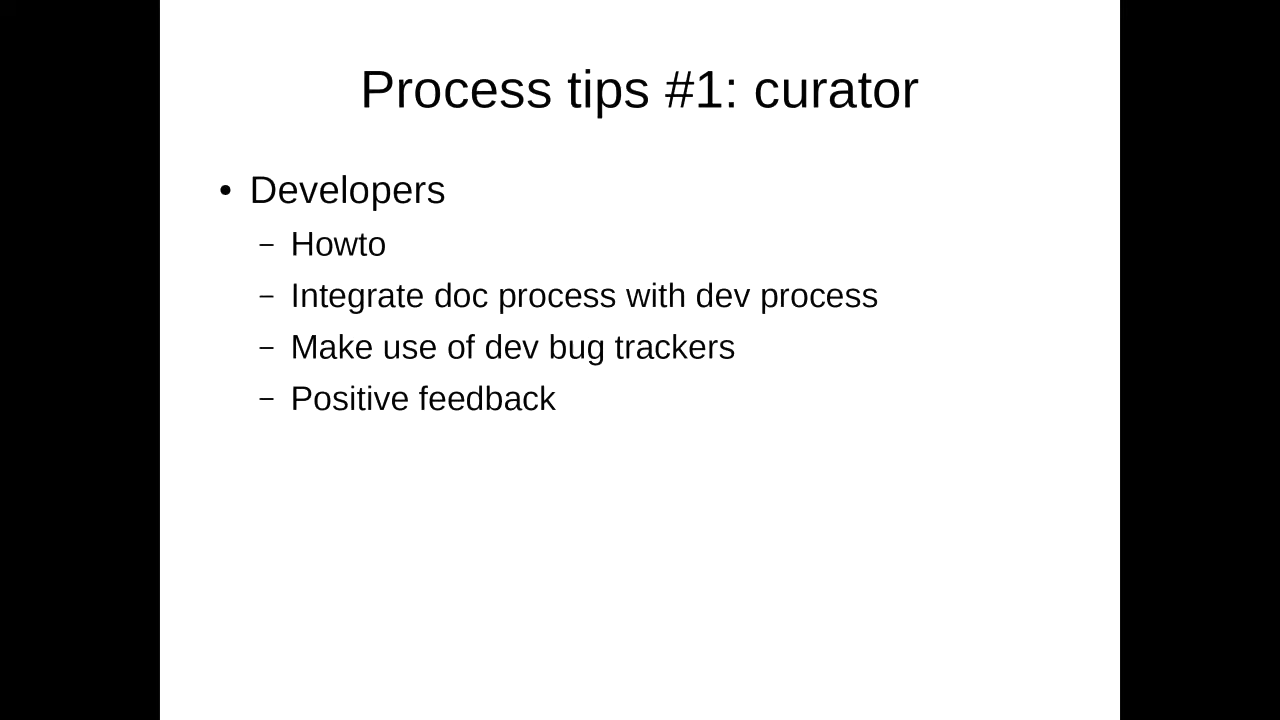 Process tips #1: curator
• Developers
– Howto
– Integrate doc process with dev process
– Make use of dev bug trackers
– Positive feedback